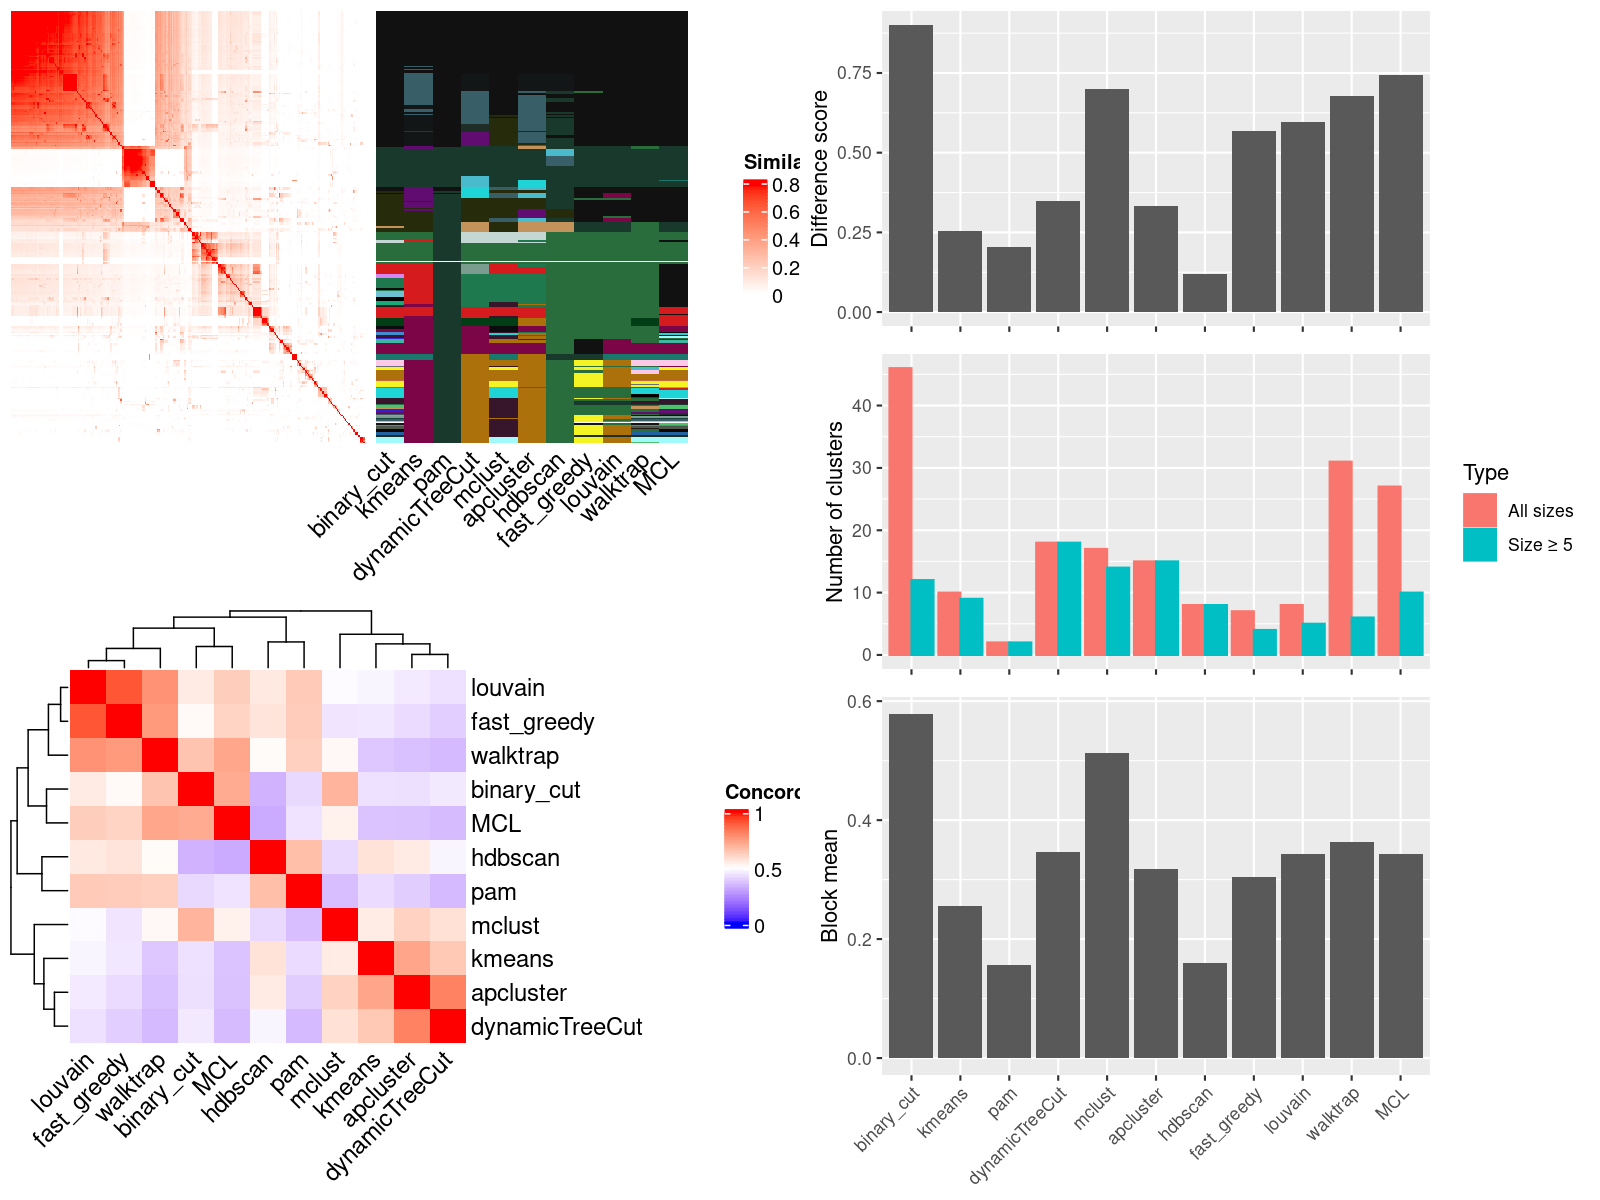 Simila
0.8
0.6
0.4
0.2
0
binary_cut
kmeans
pam
dynamicTreeCut
mclust
apcluster
hdbscan
fast_greedy
louvain
walktrap
MCL
Difference score
0.75
0.50
0.25
0.00
Number of clusters
40
30
20
10
0
Type
All sizes
Size ≥ 5
louvain
fast_greedy
walktrap
binary_cut
MCL
hdbscan
pam
mclust
kmeans
apcluster
dynamicTreeCut
louvain
fast_greedy
walktrap
binary_cut
MCL
hdbscan
pam
mclust
kmeans
apcluster
dynamicTreeCut
Concord
1
0.5
0
Block mean
0.6
0.4
0.2
0.0
binary_cut
kmeans
pam
dynamicTreeCut
mclust
apcluster
hdbscan
fast_greedy
louvain
walktrap
MCL